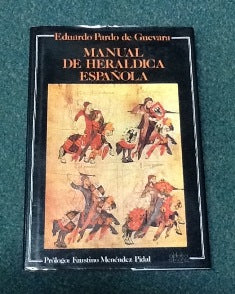 Eduardo Pardo de Guevara
MANUAL
DE HERALDICA
ESPAÑOLA
Prólogo: Faustino Menéndez Pidal